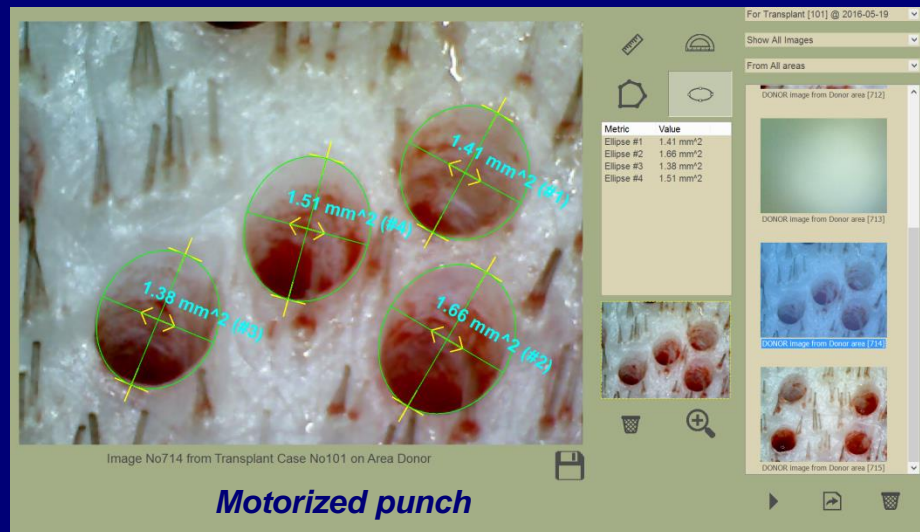 For Transplant [101] @ 2016-05-19
Show All Images
From All areas
1.41 mm^2 (#1)
1.51 mm^2 (#4)
1.38 mm^2 (#3)
1.66 mm^2 (#2)
Metric Value
Ellipse #1 1.41 mm^2
Ellipse #2 1.66 mm^2
Ellipse #3 1.38 mm^2
Ellipse #4 1.51 mm^2
DONOR Image from Donor area [712]
DONOR Image from Donor area [713]
DONOR Image from Donor area [714]
DONOR Image from Donor area [715]
Image No714 from Transplant Case No101 on Area Donor
Motorized punch